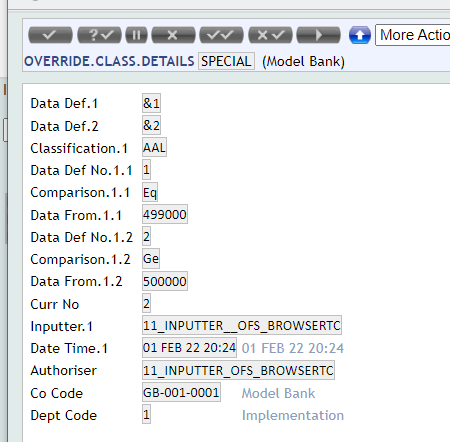 More Actio
OVERRIDE.CLASS.DETAILS SPECIAL (Model Bank)
Data Def.1 &1
Data Def.2 &2
Classification.1 AAL
Data Def No.1.1 1
Comparison.1.1 Eq
Data From.1.1 499000
Data Def No.1.2 2
Comparison.1.2 Ge
Data From.1.2 500000
Curr No 2
Inputter.1 11_INPUTTER__OFS_BROWSERTC
Date Time.1 01 FEB 22 20:24 01 FEB 22 20:24
Authoriser 11_INPUTTER_OFS_BROWSERTC
Co Code GB-001-0001 Model Bank
Dept Code 1 Implementation